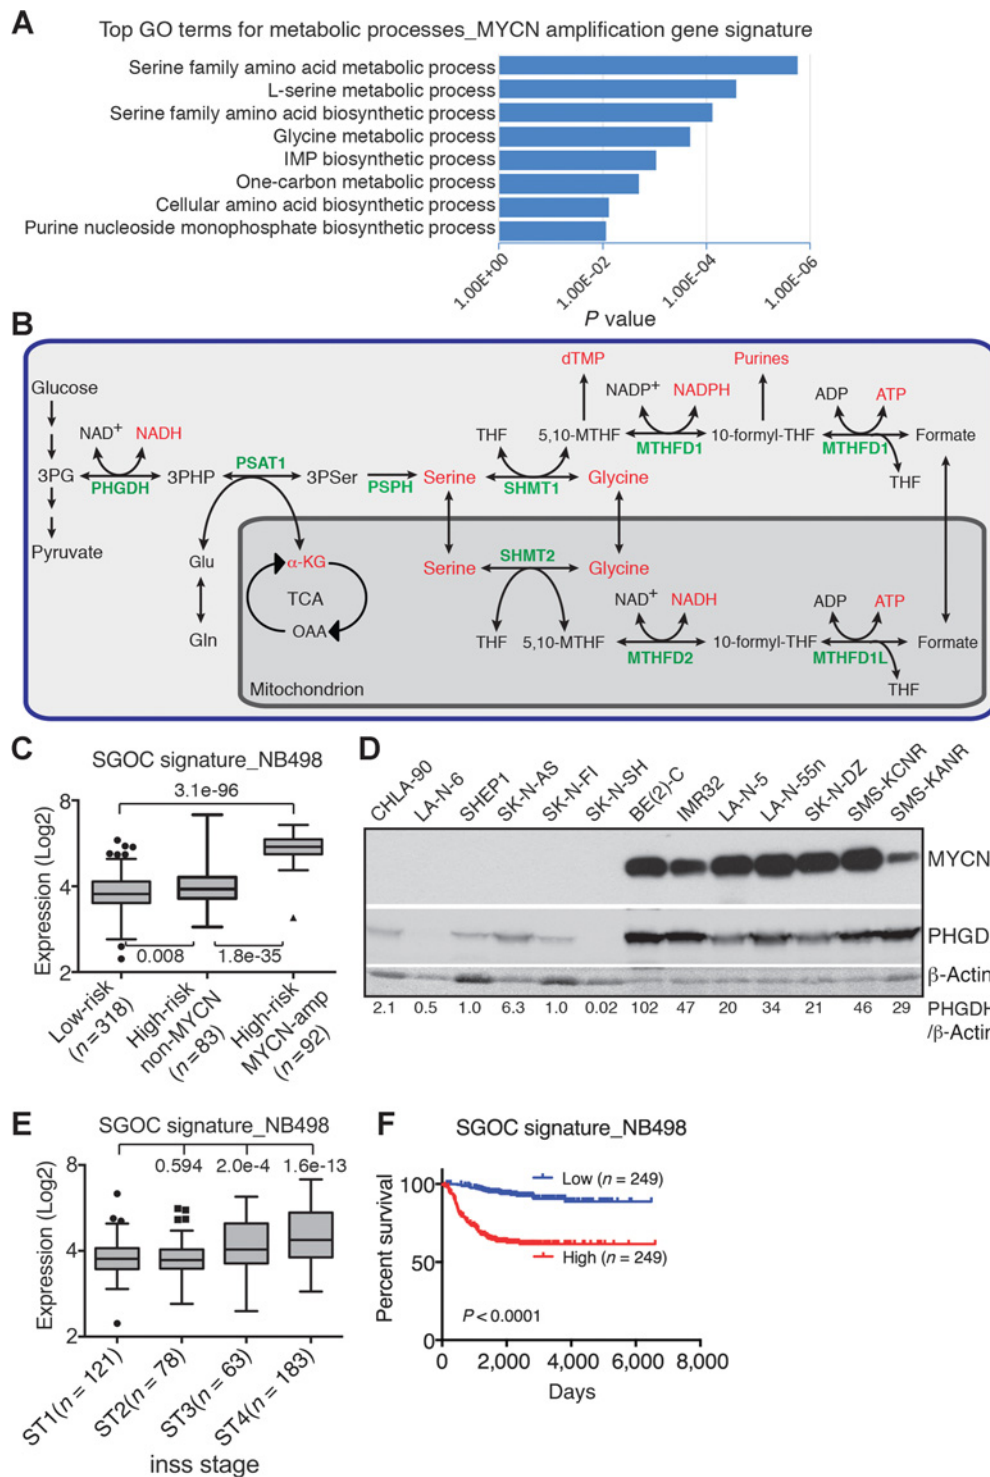 A
Top GO terms for metabolic processes_MYCN amplification gene signature
Serine family amino acid metabolic process
L-serine metabolic process
Serine family amino acid biosynthetic process
Glycine metabolic process
IMP biosynthetic process
One-carbon metabolic process
Cellular amino acid biosynthetic process
Purine nucleoside monophosphate biosynthetic process
1.00E+00
1.00E–02
1.00E–04
1.00E–06
P value
B
dTMP
NADP+ NADPH
Purines
ADP ATP
Glucose
NAD+ NADH
THF
5,10-MTHF
MTHFD1
10-formyl-THF
MTHFD1
Formate
THF
3PG
PHGDH
3PHP
PSAT1
3PSer
PSPH
Serine
SHMT1
Glycine
Pyruvate
Glu
Gln
α-KG
TCA
OAA
Serine
SHMT2
Glycine
NAD+ NADH
ADP ATP
THF
5,10-MTHF
MTHFD2
10-formyl-THF
MTHFD1L
Formate
THF
Mitochondrion
C
SGOC signature_NB498
3.1e-96
8
4
2
Expression (Log2)
0.008
1.8e-35
Low-risk (n=318)
High-risk non-MYCN (n=83)
High-risk MYCN-amp (n=92)
D
CHLA-90
LA-N-6
SHEP1
SK-N-AS
SK-N-FI
SK-N-SH
BE(2)-C
IMR32
LA-N-5
LA-N-55n
SK-N-DZ
SMS-KCNR
SMS-KANR
MYCN
PHGD
β-Actin
2.1 0.5 1.0 6.3 1.0 0.02 102 47 20 34 21 46 29
PHGDH
/β-Actin
E
SGOC signature_NB498
0.594 2.0e-4 1.6e-13
8
4
2
Expression (Log2)
ST1(n = 121)
ST2(n = 78)
ST3(n = 63)
ST4(n = 183)
inss stage
F
SGOC signature_NB498
Low (n = 249)
High (n = 249)
100
50
0
Percent survival
P < 0.0001
0 2,000 4,000 6,000 8,000
Days